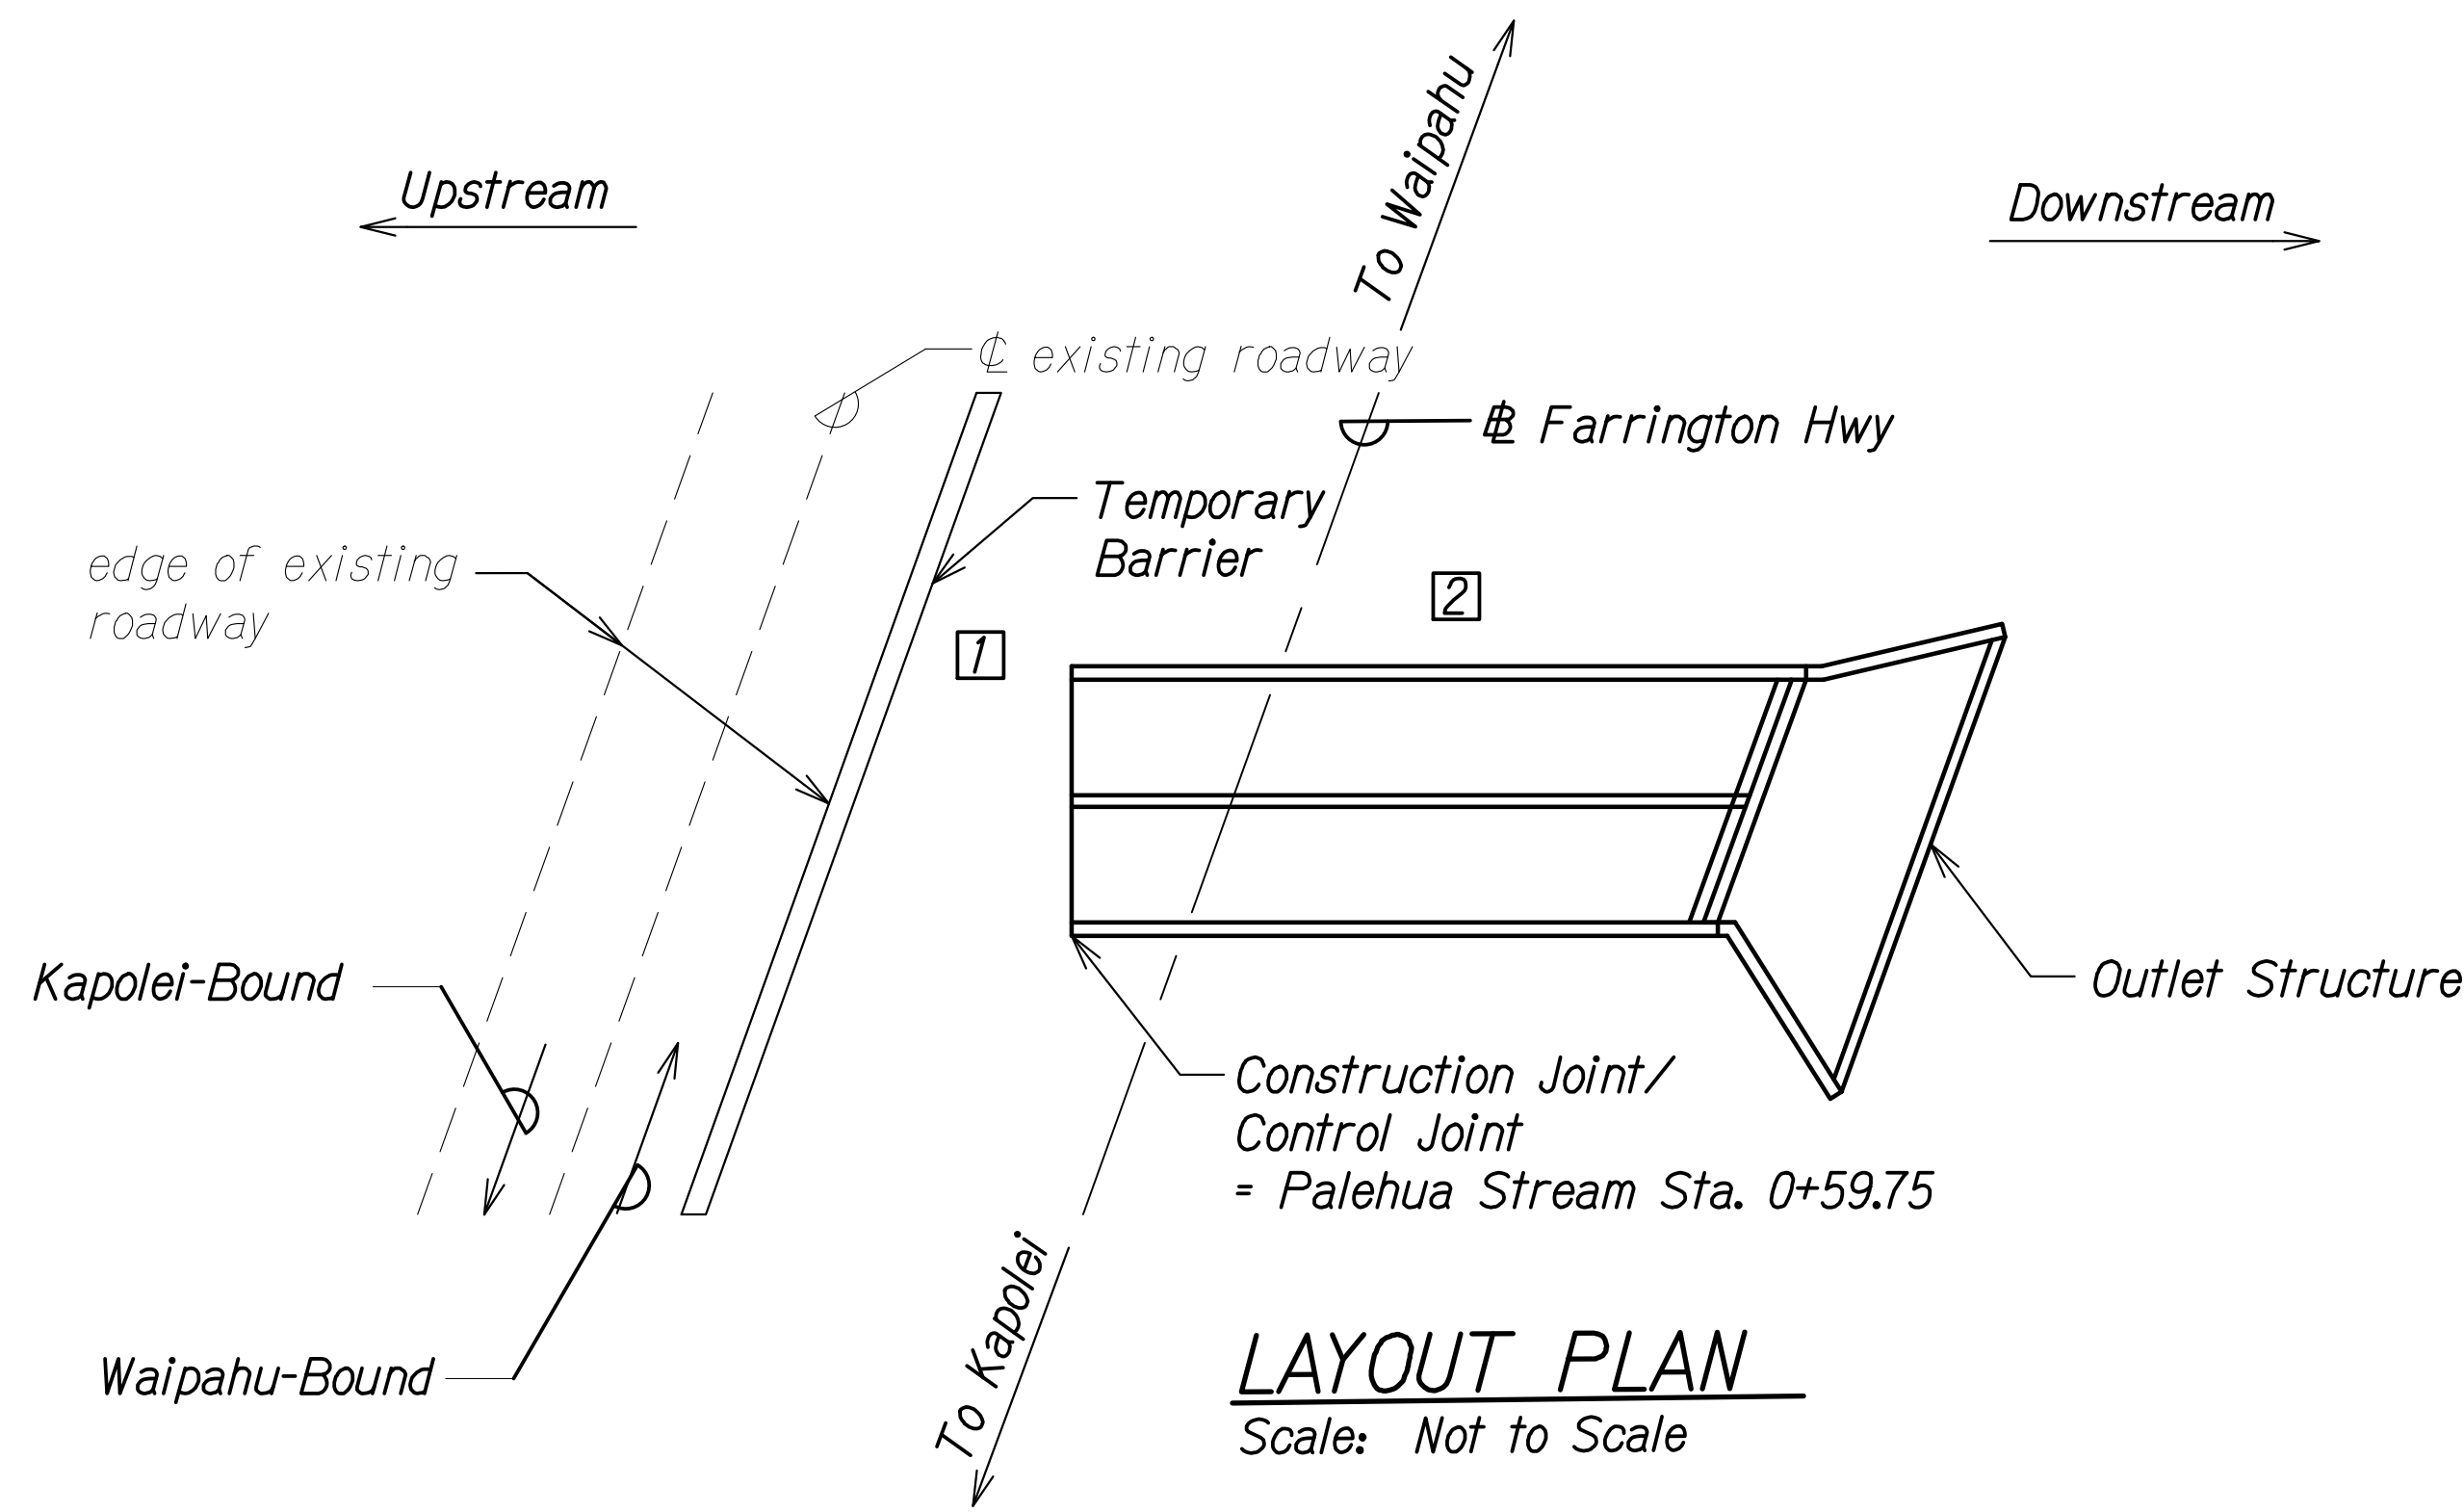 To Waipahu
Upstream
Downstream
℄ existing roadway
℄ Farrington Hwy
Temporary
Barrier
edge of existing
roadway
2
1
Kapolei-Bound
Outlet Structure
Construction Joint/
Control Joint
= Palehua Stream Sta. 0+59.75
To Kapolei
Waipahu-Bound
LAYOUT PLAN
Scale: Not to Scale